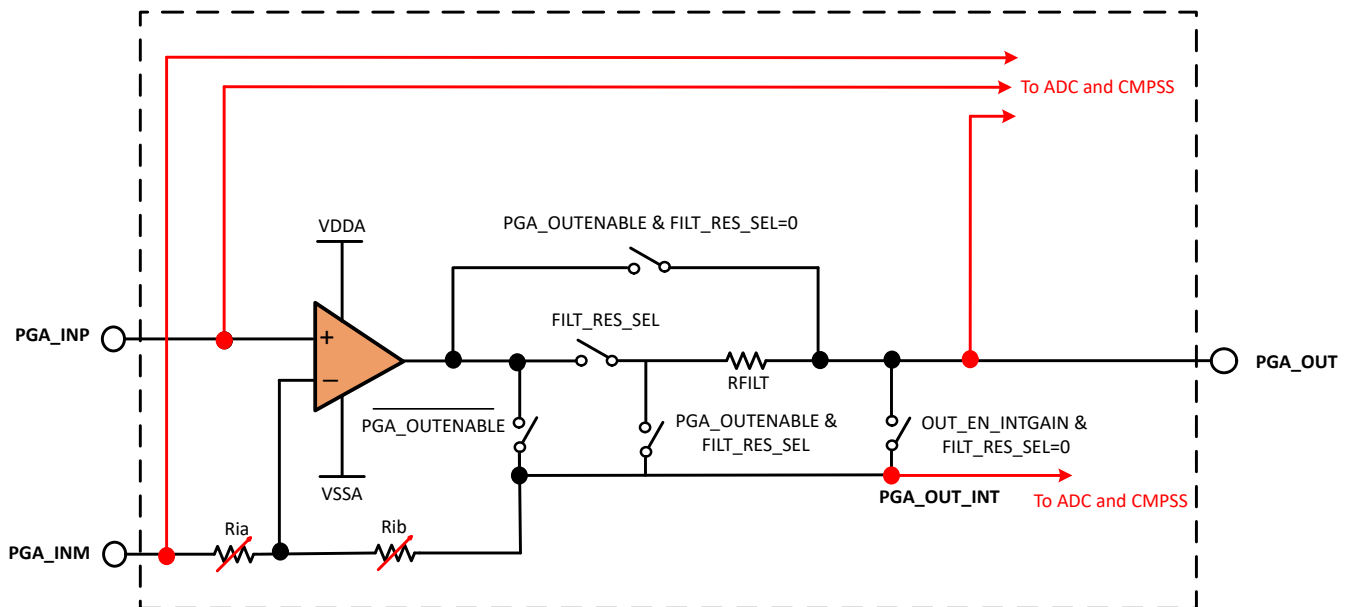 To ADC and CMPSS
VDDA
PGA_OUTENABLE & FILT_RES_SEL=0
PGA_INP
+
FILT_RES_SEL
−
RFILT
PGA_OUT
PGA_OUTENABLE
PGA_OUTENABLE &
FILT_RES_SEL
OUT_EN_INTGAIN &
FILT_RES_SEL=0
VSSA
PGA_OUT_INT
To ADC and CMPSS
PGA_INM
Ria
Rib